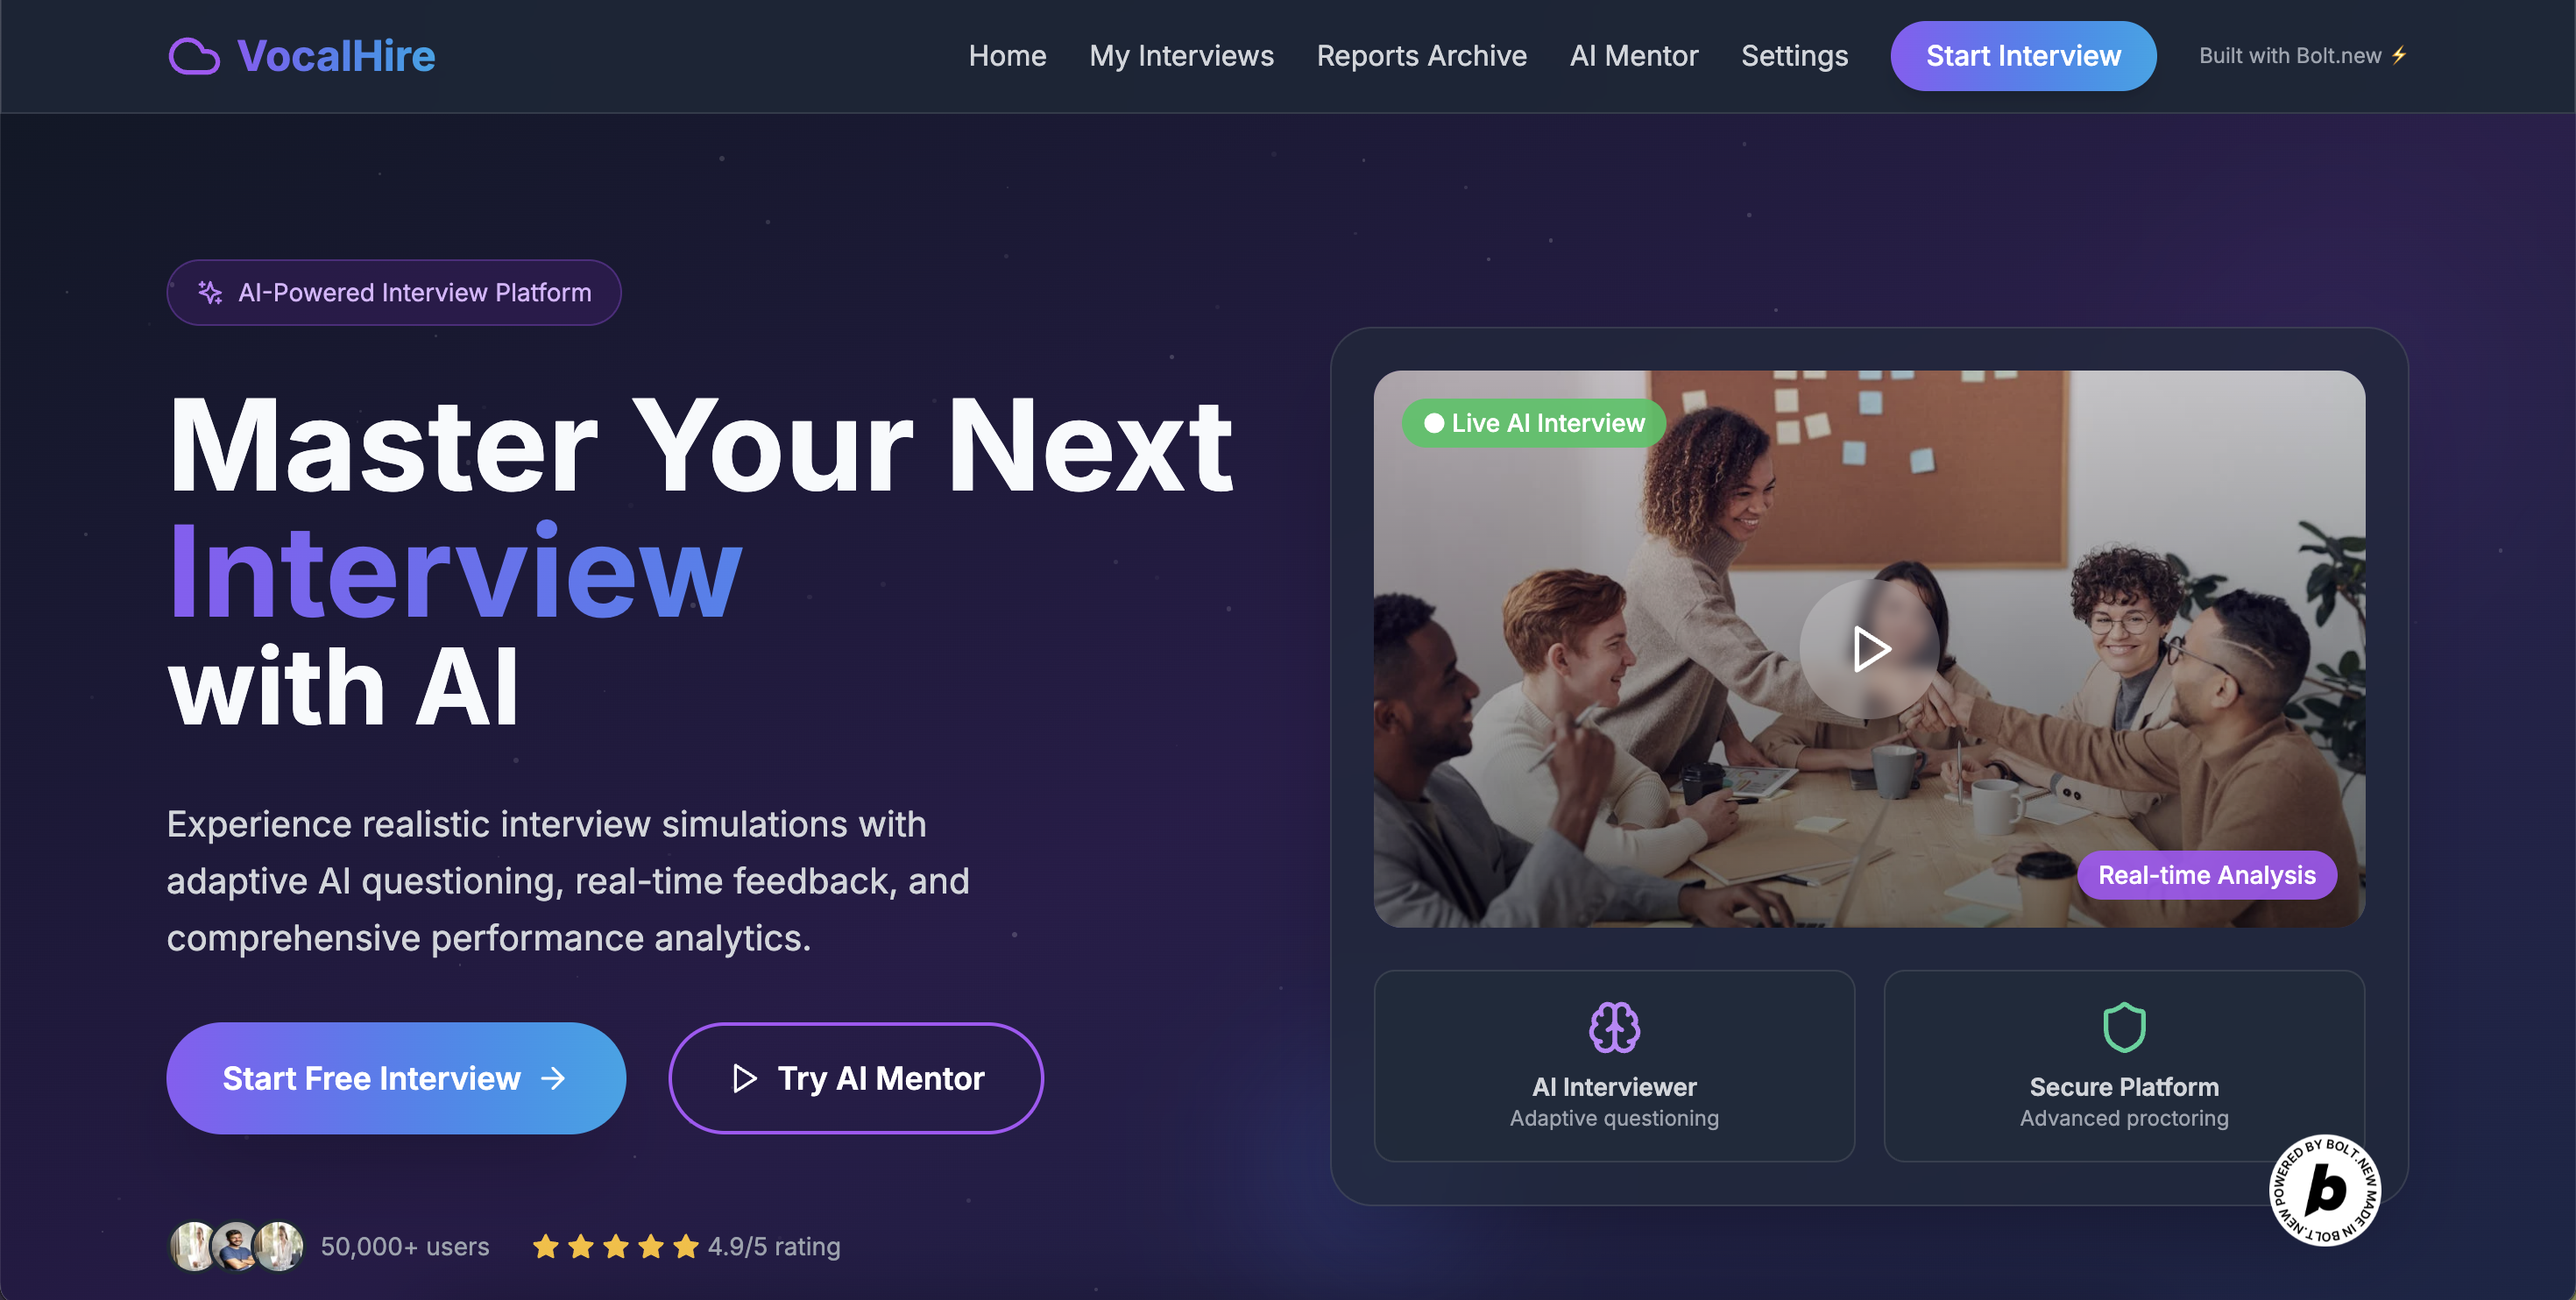 VocalHire
Home
My Interviews
Reports Archive
AI Mentor
Settings
Start Interview
Built with Bolt.new ⚡
AI-Powered Interview Platform
Master Your Next
Interview
with AI
Experience realistic interview simulations with
adaptive AI questioning, real-time feedback, and
comprehensive performance analytics.
Start Free Interview →
Try AI Mentor
50,000+ users
4.9/5 rating
Live AI Interview
Real-time Analysis
AI Interviewer
Adaptive questioning
Secure Platform
Advanced proctoring
POWERED BY BOLT.NEW MADE IN BOLT.NEW
b